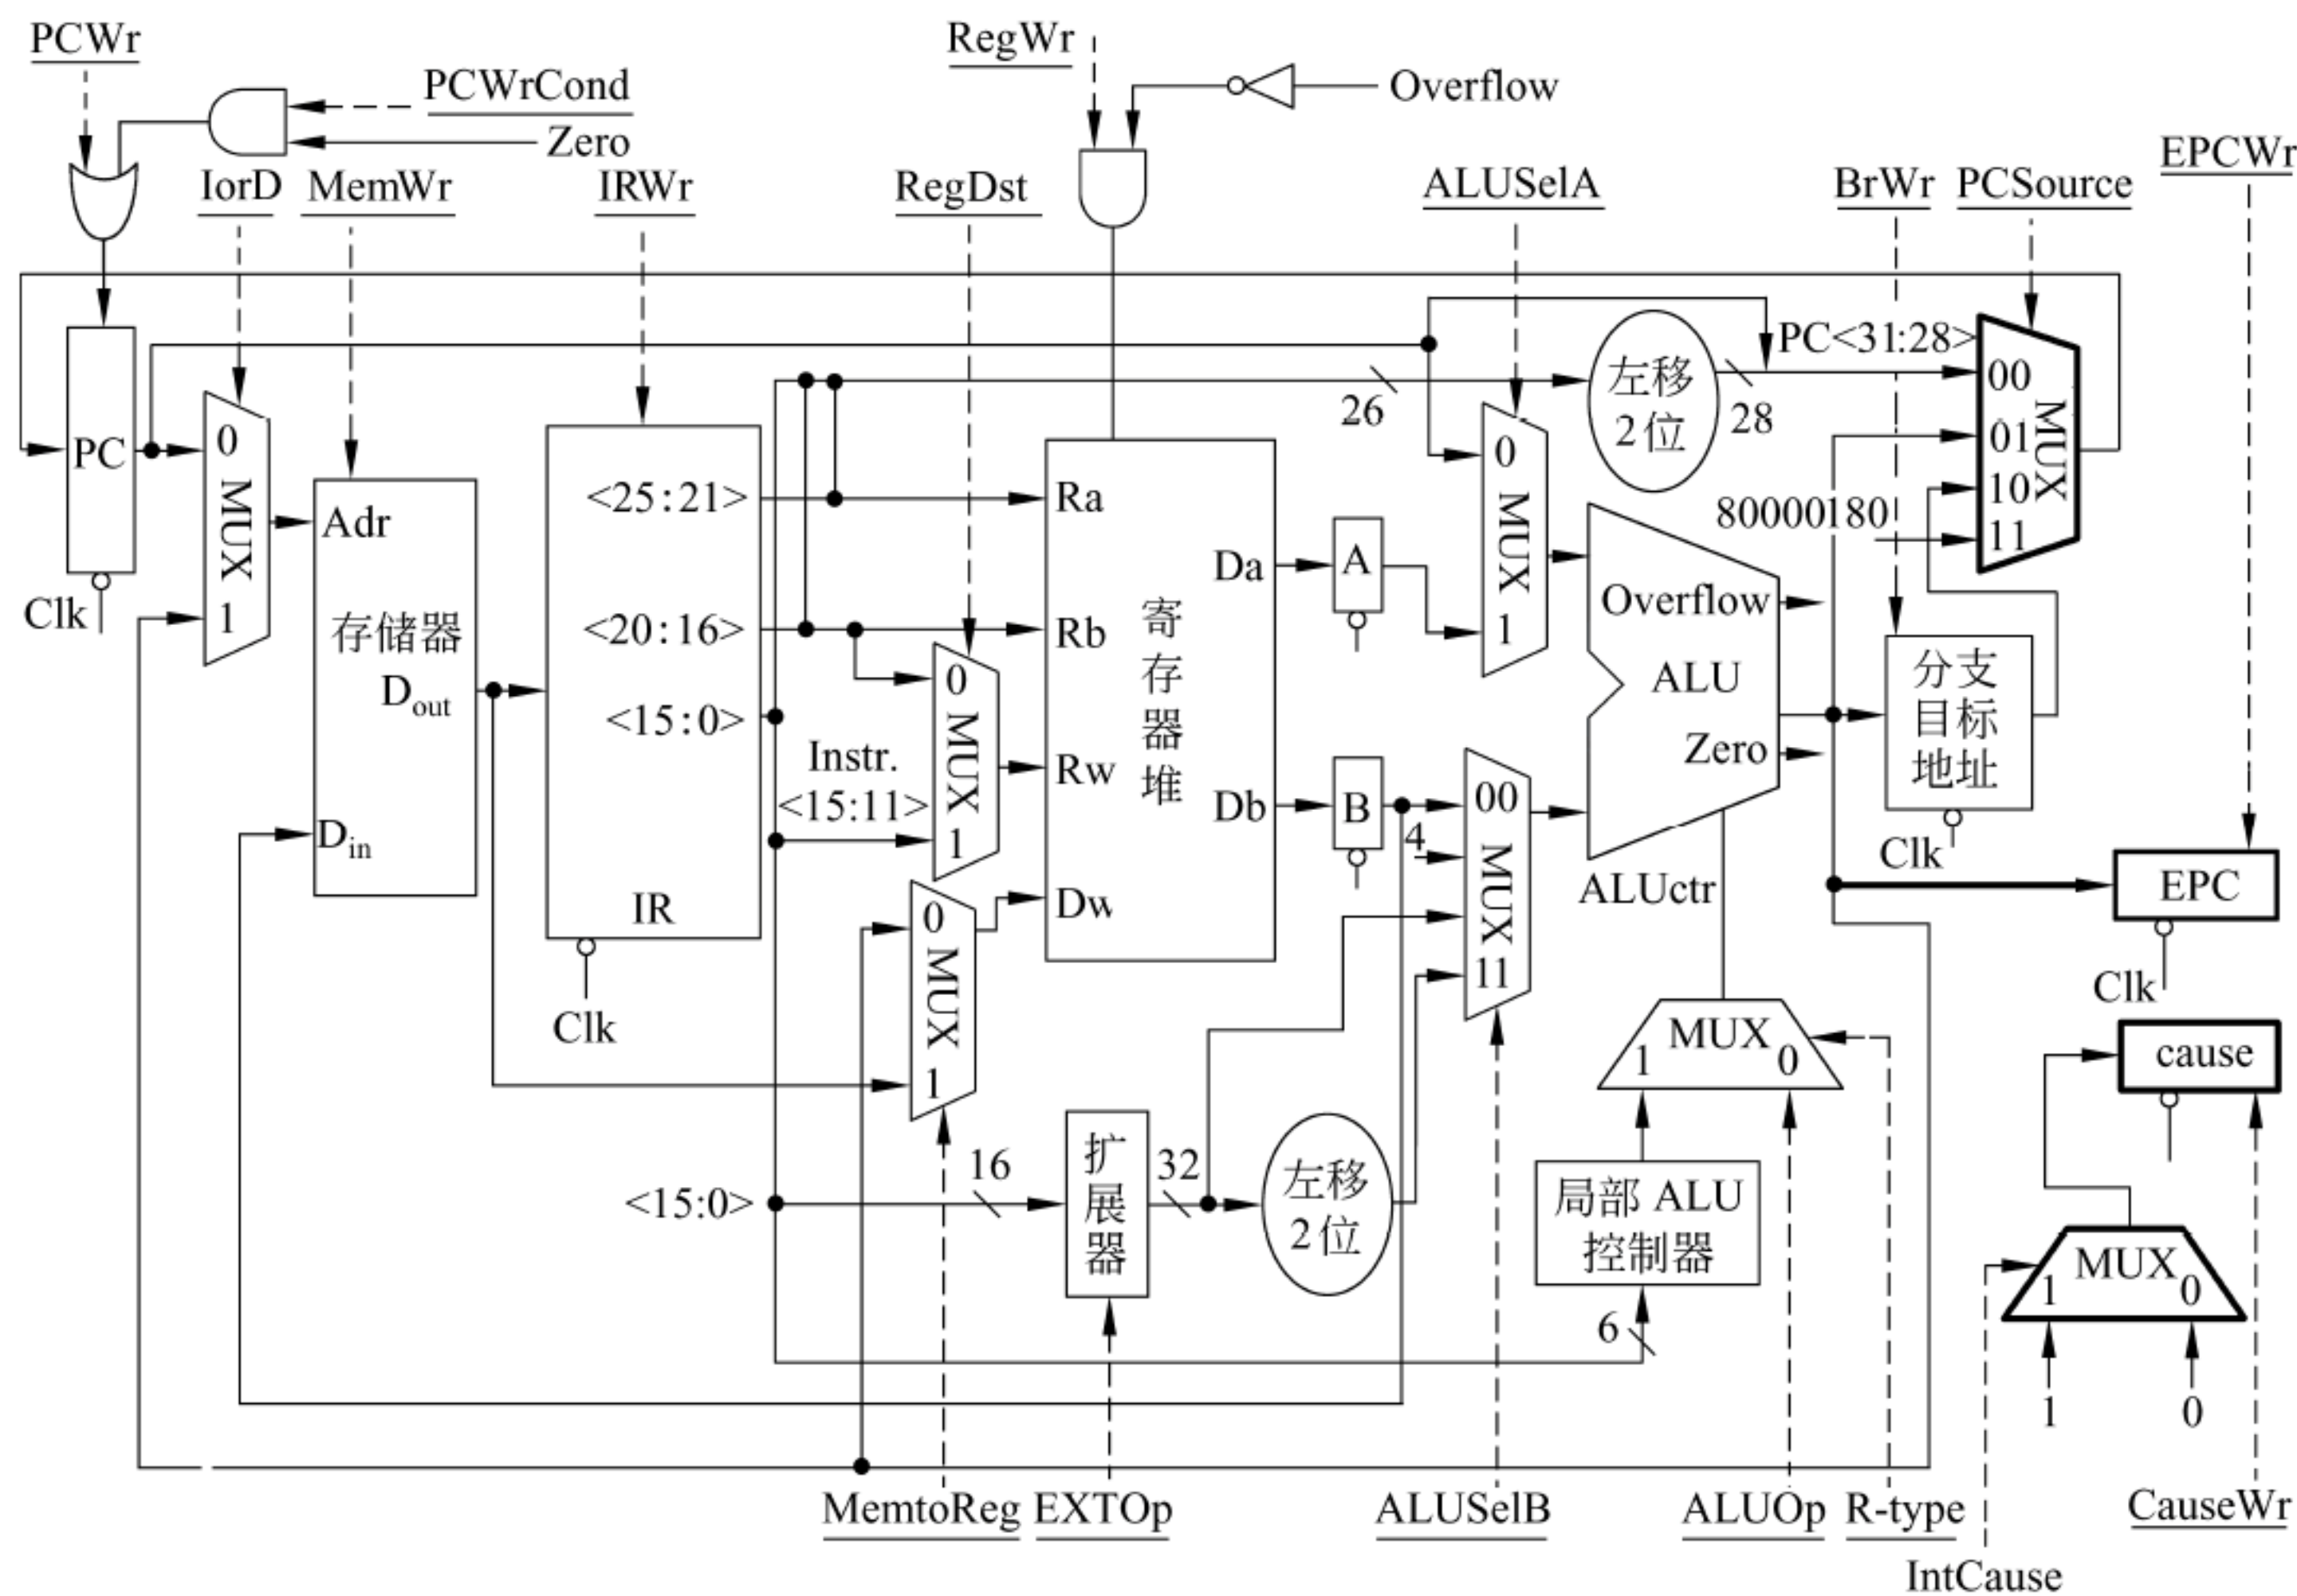 PCWr
PCWrCond
Zero
RegWr
Overflow
IorD
MemWr
IRWr
RegDst
ALUSelA
BrWr
PCSource
EPCWr
PC
Clk
0
MUX
1
Adr
存储器
Dout
Din
<25:21>
<20:16>
<15:0>
Instr.
<15:11>
IR
Clk
0
MUX
1
0
MUX
1
Ra
Rb
Rw
Dw
寄存器堆
Da
Db
A
B
4
26
左移
2位
28
PC<31:28>
80000180
00
01
10
11
MUX
0
MUX
1
00
MUX
11
Overflow
ALU
Zero
ALUctr
分支
目标
地址
Clk
EPC
Clk
cause
MUX
1
0
1
0
MUX
1
0
局部 ALU
控制器
6
<15:0>
16
扩展器
32
左移
2位
MemtoReg
EXTOp
ALUSelB
ALUOp
R-type
CauseWr
IntCause